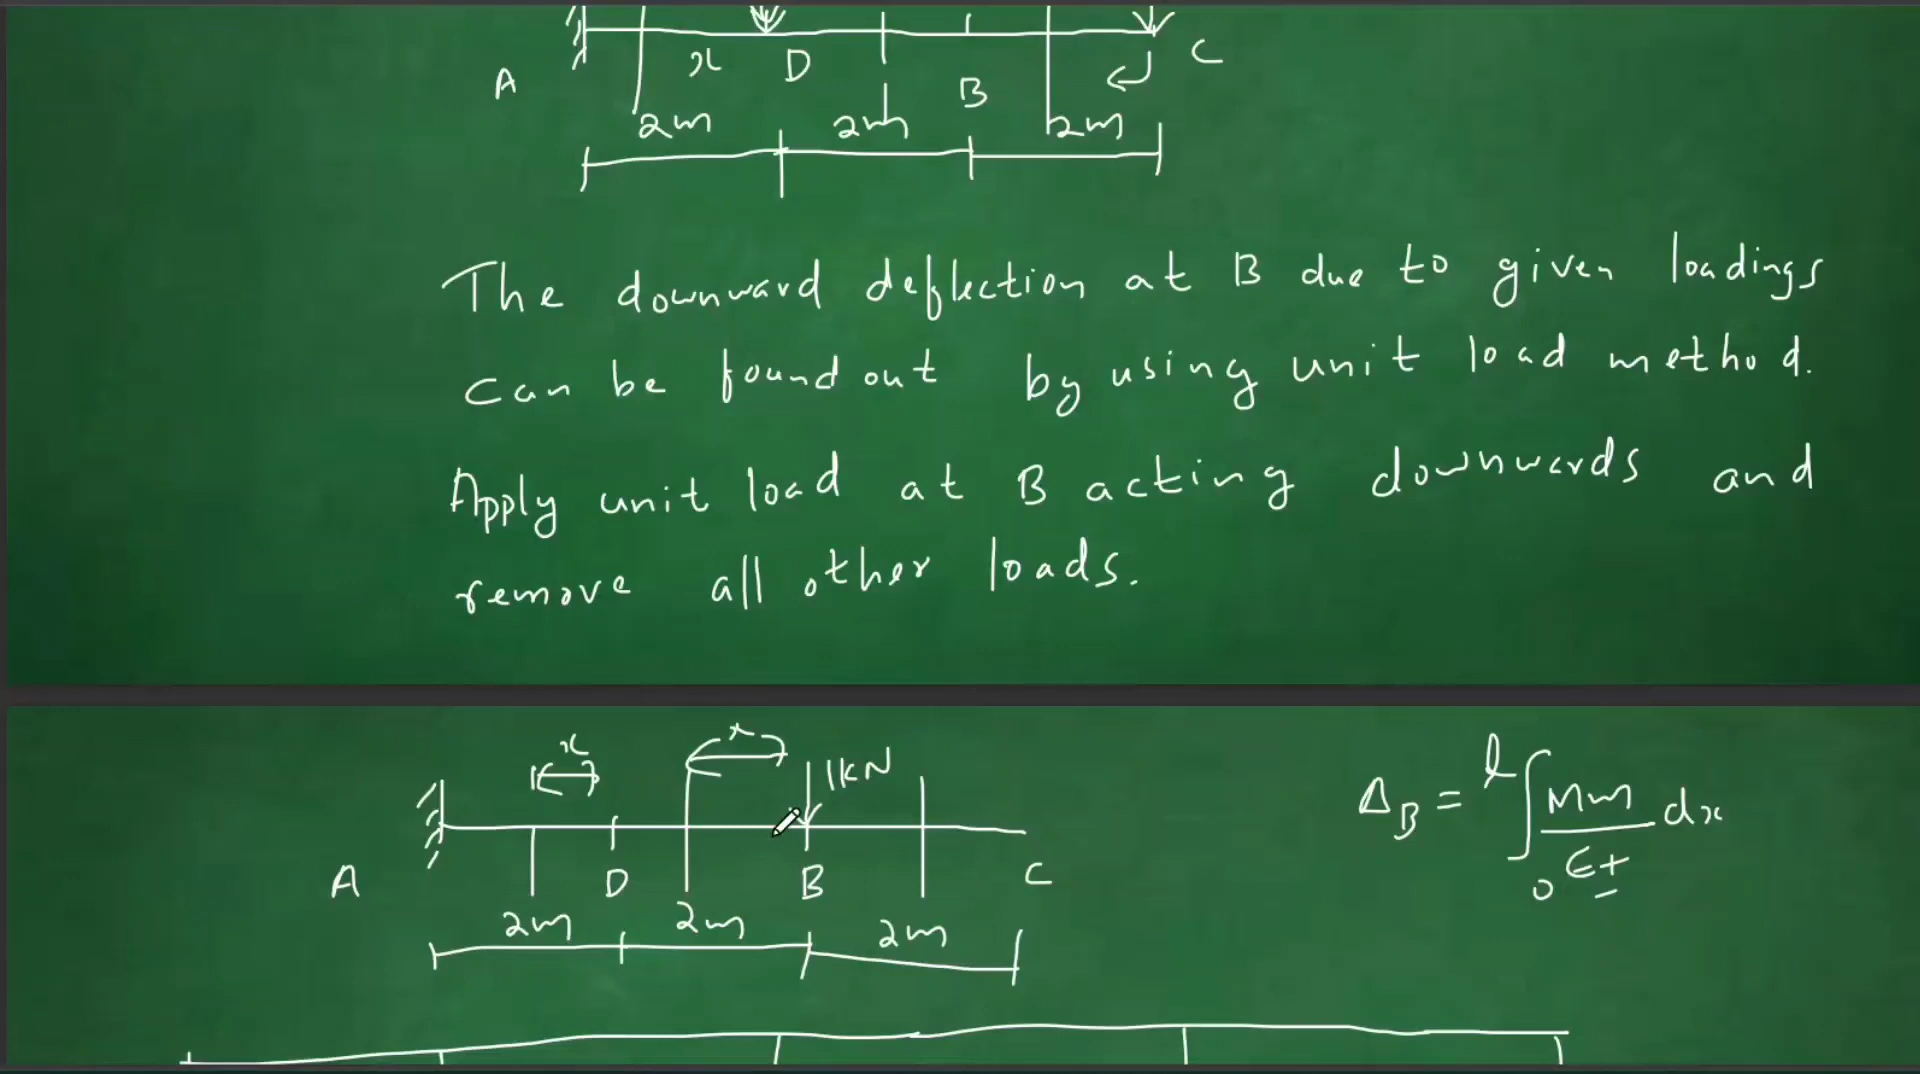 A x D B C
2m 2m 2m
The downward deflection at B due to given loadings
can be found out by using unit load method.
Apply unit load at B acting downwards and
remove all other loads.
x x 1kN
A D B C
2m 2m 2m
Δ_B = ∫₀ˡ Mm/EI dx